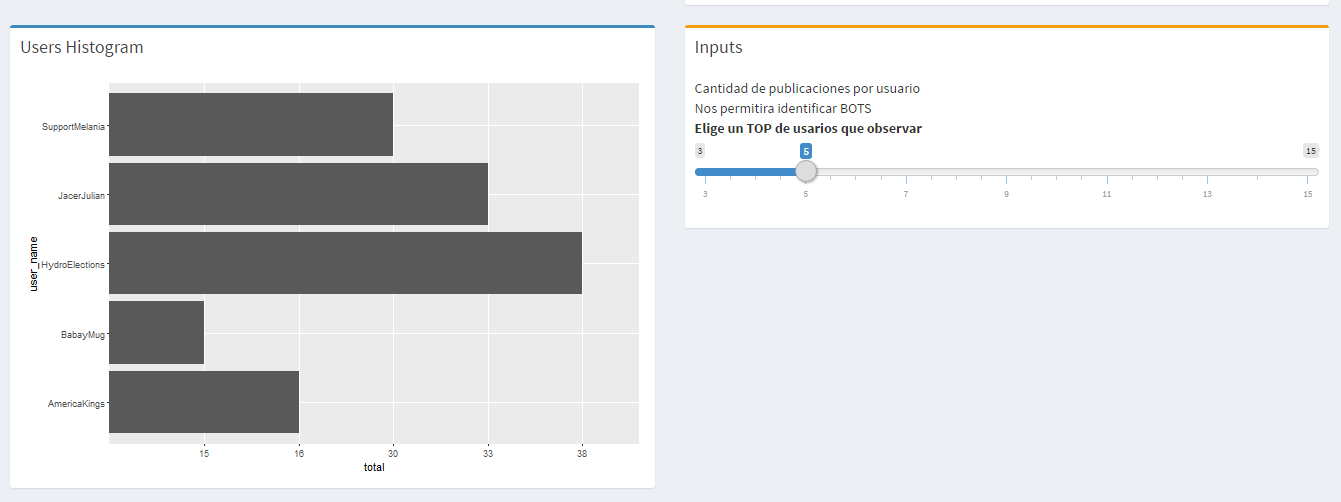 Users Histogram
user_name
SupportMelania
JacerJulian
HydroElections
BabayMug
AmericaKings
15 16 30 33 38
total
Inputs
Cantidad de publicaciones por usuario
Nos permitira identificar BOTS
Elige un TOP de usarios que observar
3 5 15
3 5 7 9 11 13 15